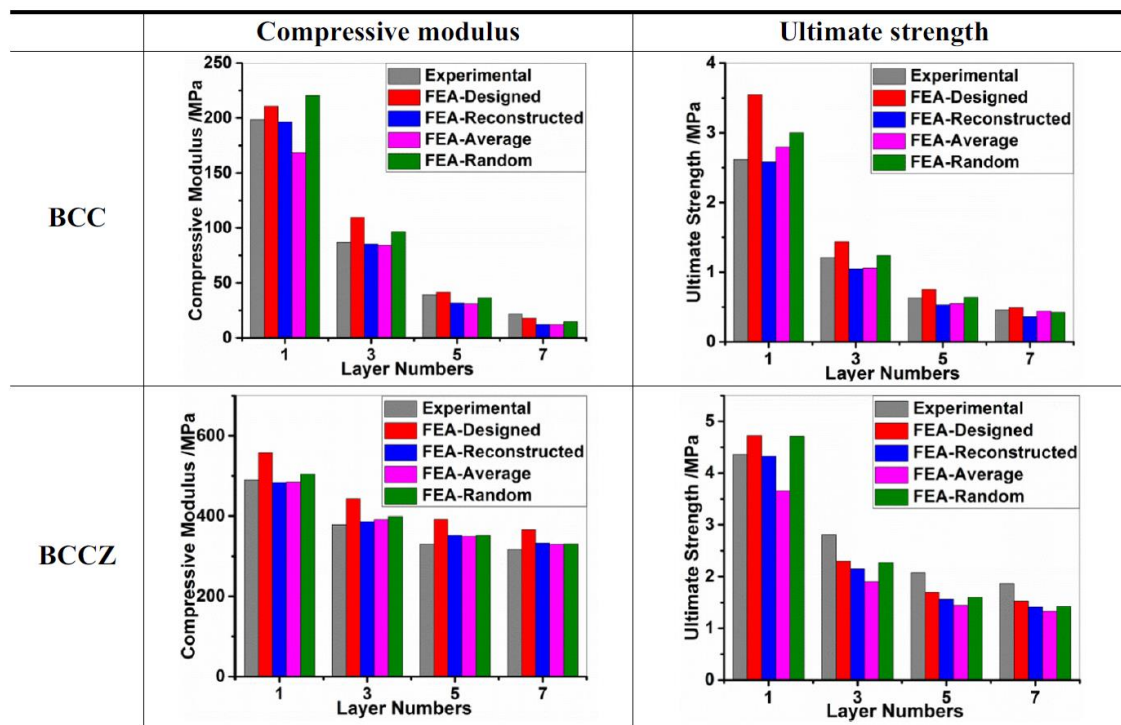 Compressive modulus
Ultimate strength
BCC
Compressive Modulus /MPa
250
200
150
100
50
0
Experimental
FEA-Designed
FEA-Reconstructed
FEA-Average
FEA-Random
1 3 5 7
Layer Numbers
Ultimate Strength /MPa
4
3
2
1
0
Experimental
FEA-Designed
FEA-Reconstructed
FEA-Average
FEA-Random
1 3 5 7
Layer Numbers
BCCZ
Compressive Modulus /MPa
600
400
200
0
Experimental
FEA-Designed
FEA-Reconstructed
FEA-Average
FEA-Random
1 3 5 7
Layer Numbers
Ultimate Strength /MPa
5
4
3
2
1
0
Experimental
FEA-Designed
FEA-Reconstructed
FEA-Average
FEA-Random
1 3 5 7
Layer Numbers